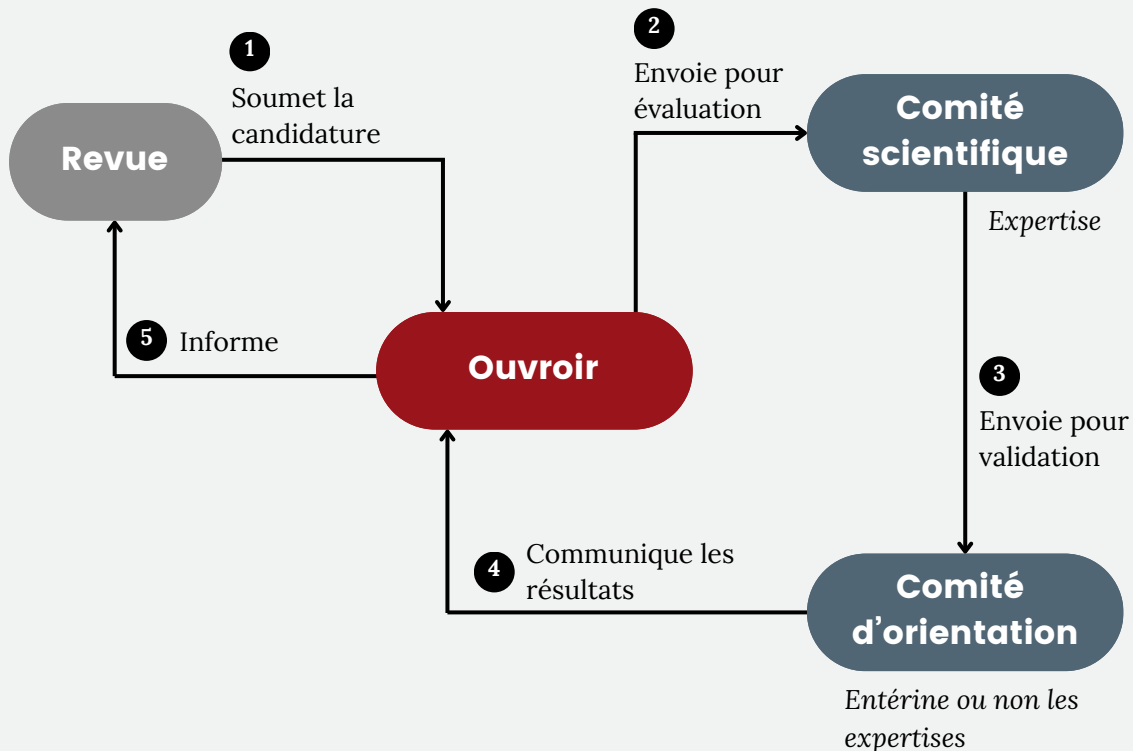 1
Soumet la
candidature
Revue
2
Envoie pour
évaluation
Comité
scientifique
Expertise
3
Envoie pour
validation
Ouvroir
5
Informe
4
Communique les
résultats
Comité
d’orientation
Entérine ou non les
expertises